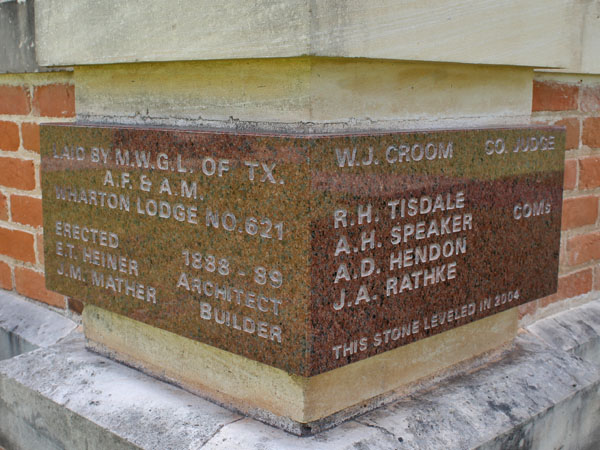 LAID BY M.W.G.L. OF TX.
A.F. & A.M.
WHARTON LODGE NO. 621
ERECTED 1888 - 89
E.T. HEINER ARCHITECT
J.M. MATHER BUILDER
W.J. CROOM CO. JUDGE
R.H. TISDALE COMs
A.H. SPEAKER
A.D. HENDON
J.A. RATHKE
THIS STONE LEVELED IN 2004